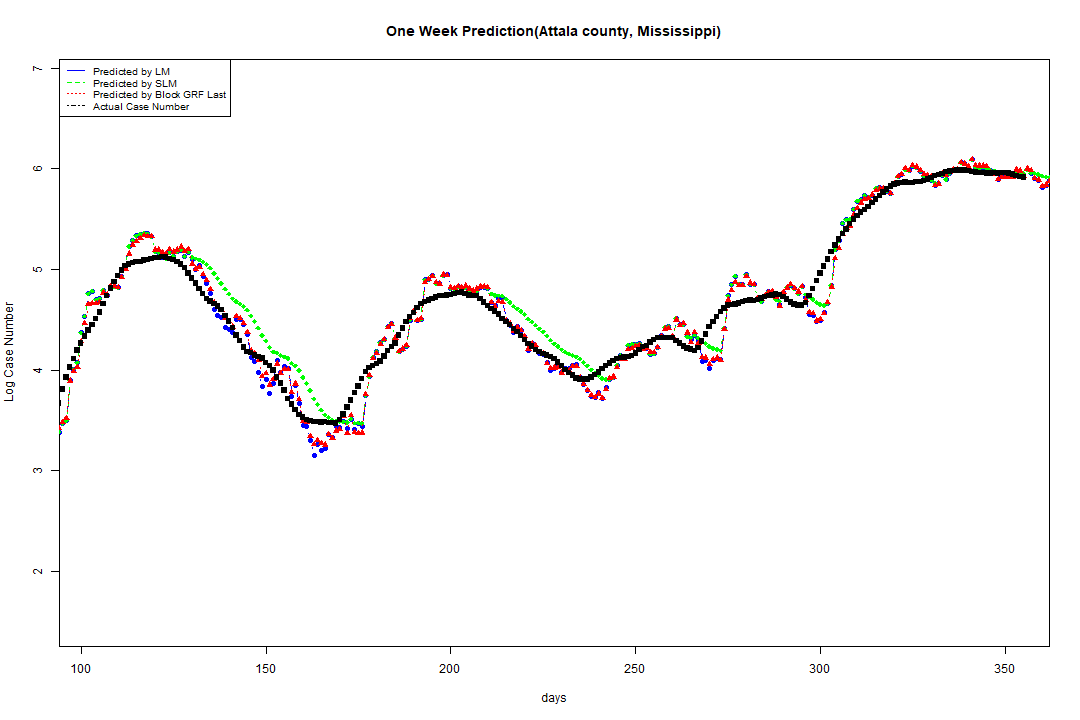 One Week Prediction(Attala county, Mississippi)
Predicted by LM
Predicted by SLM
Predicted by Block GRF Last
Actual Case Number
Log Case Number
7
6
5
4
3
2
100 150 200 250 300 350
days